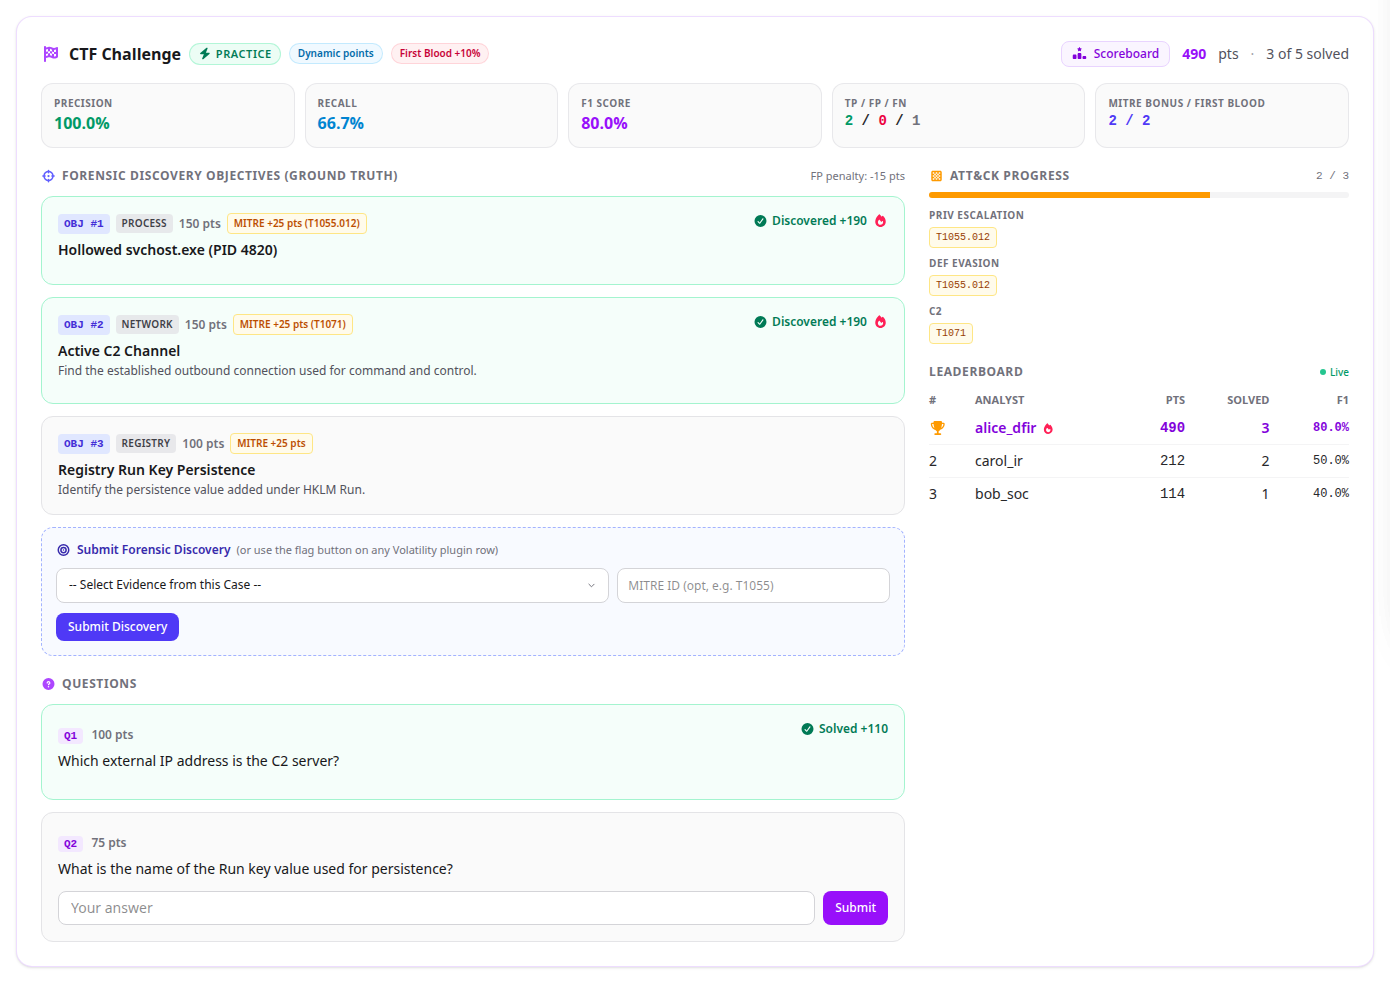 CTF Challenge PRACTICE Dynamic points First Blood +10% Scoreboard 490 pts · 3 of 5 solved
PRECISION
100.0%
RECALL
66.7%
F1 SCORE
80.0%
TP / FP / FN
2 / 0 / 1
MITRE BONUS / FIRST BLOOD
2 / 2
FORENSIC DISCOVERY OBJECTIVES (GROUND TRUTH) FP penalty: -15 pts
OBJ #1 PROCESS 150 pts MITRE +25 pts (T1055.012) Discovered +190
Hollowed svchost.exe (PID 4820)
OBJ #2 NETWORK 150 pts MITRE +25 pts (T1071) Discovered +190
Active C2 Channel
Find the established outbound connection used for command and control.
OBJ #3 REGISTRY 100 pts MITRE +25 pts
Registry Run Key Persistence
Identify the persistence value added under HKLM Run.
Submit Forensic Discovery (or use the flag button on any Volatility plugin row)
-- Select Evidence from this Case -- MITRE ID (opt, e.g. T1055)
Submit Discovery
QUESTIONS
Q1 100 pts Solved +110
Which external IP address is the C2 server?
Q2 75 pts
What is the name of the Run key value used for persistence?
Your answer Submit
ATT&CK PROGRESS 2 / 3
PRIV ESCALATION
T1055.012
DEF EVASION
T1055.012
C2
T1071
LEADERBOARD Live
# ANALYST PTS SOLVED F1
alice_dfir 490 3 80.0%
2 carol_ir 212 2 50.0%
3 bob_soc 114 1 40.0%